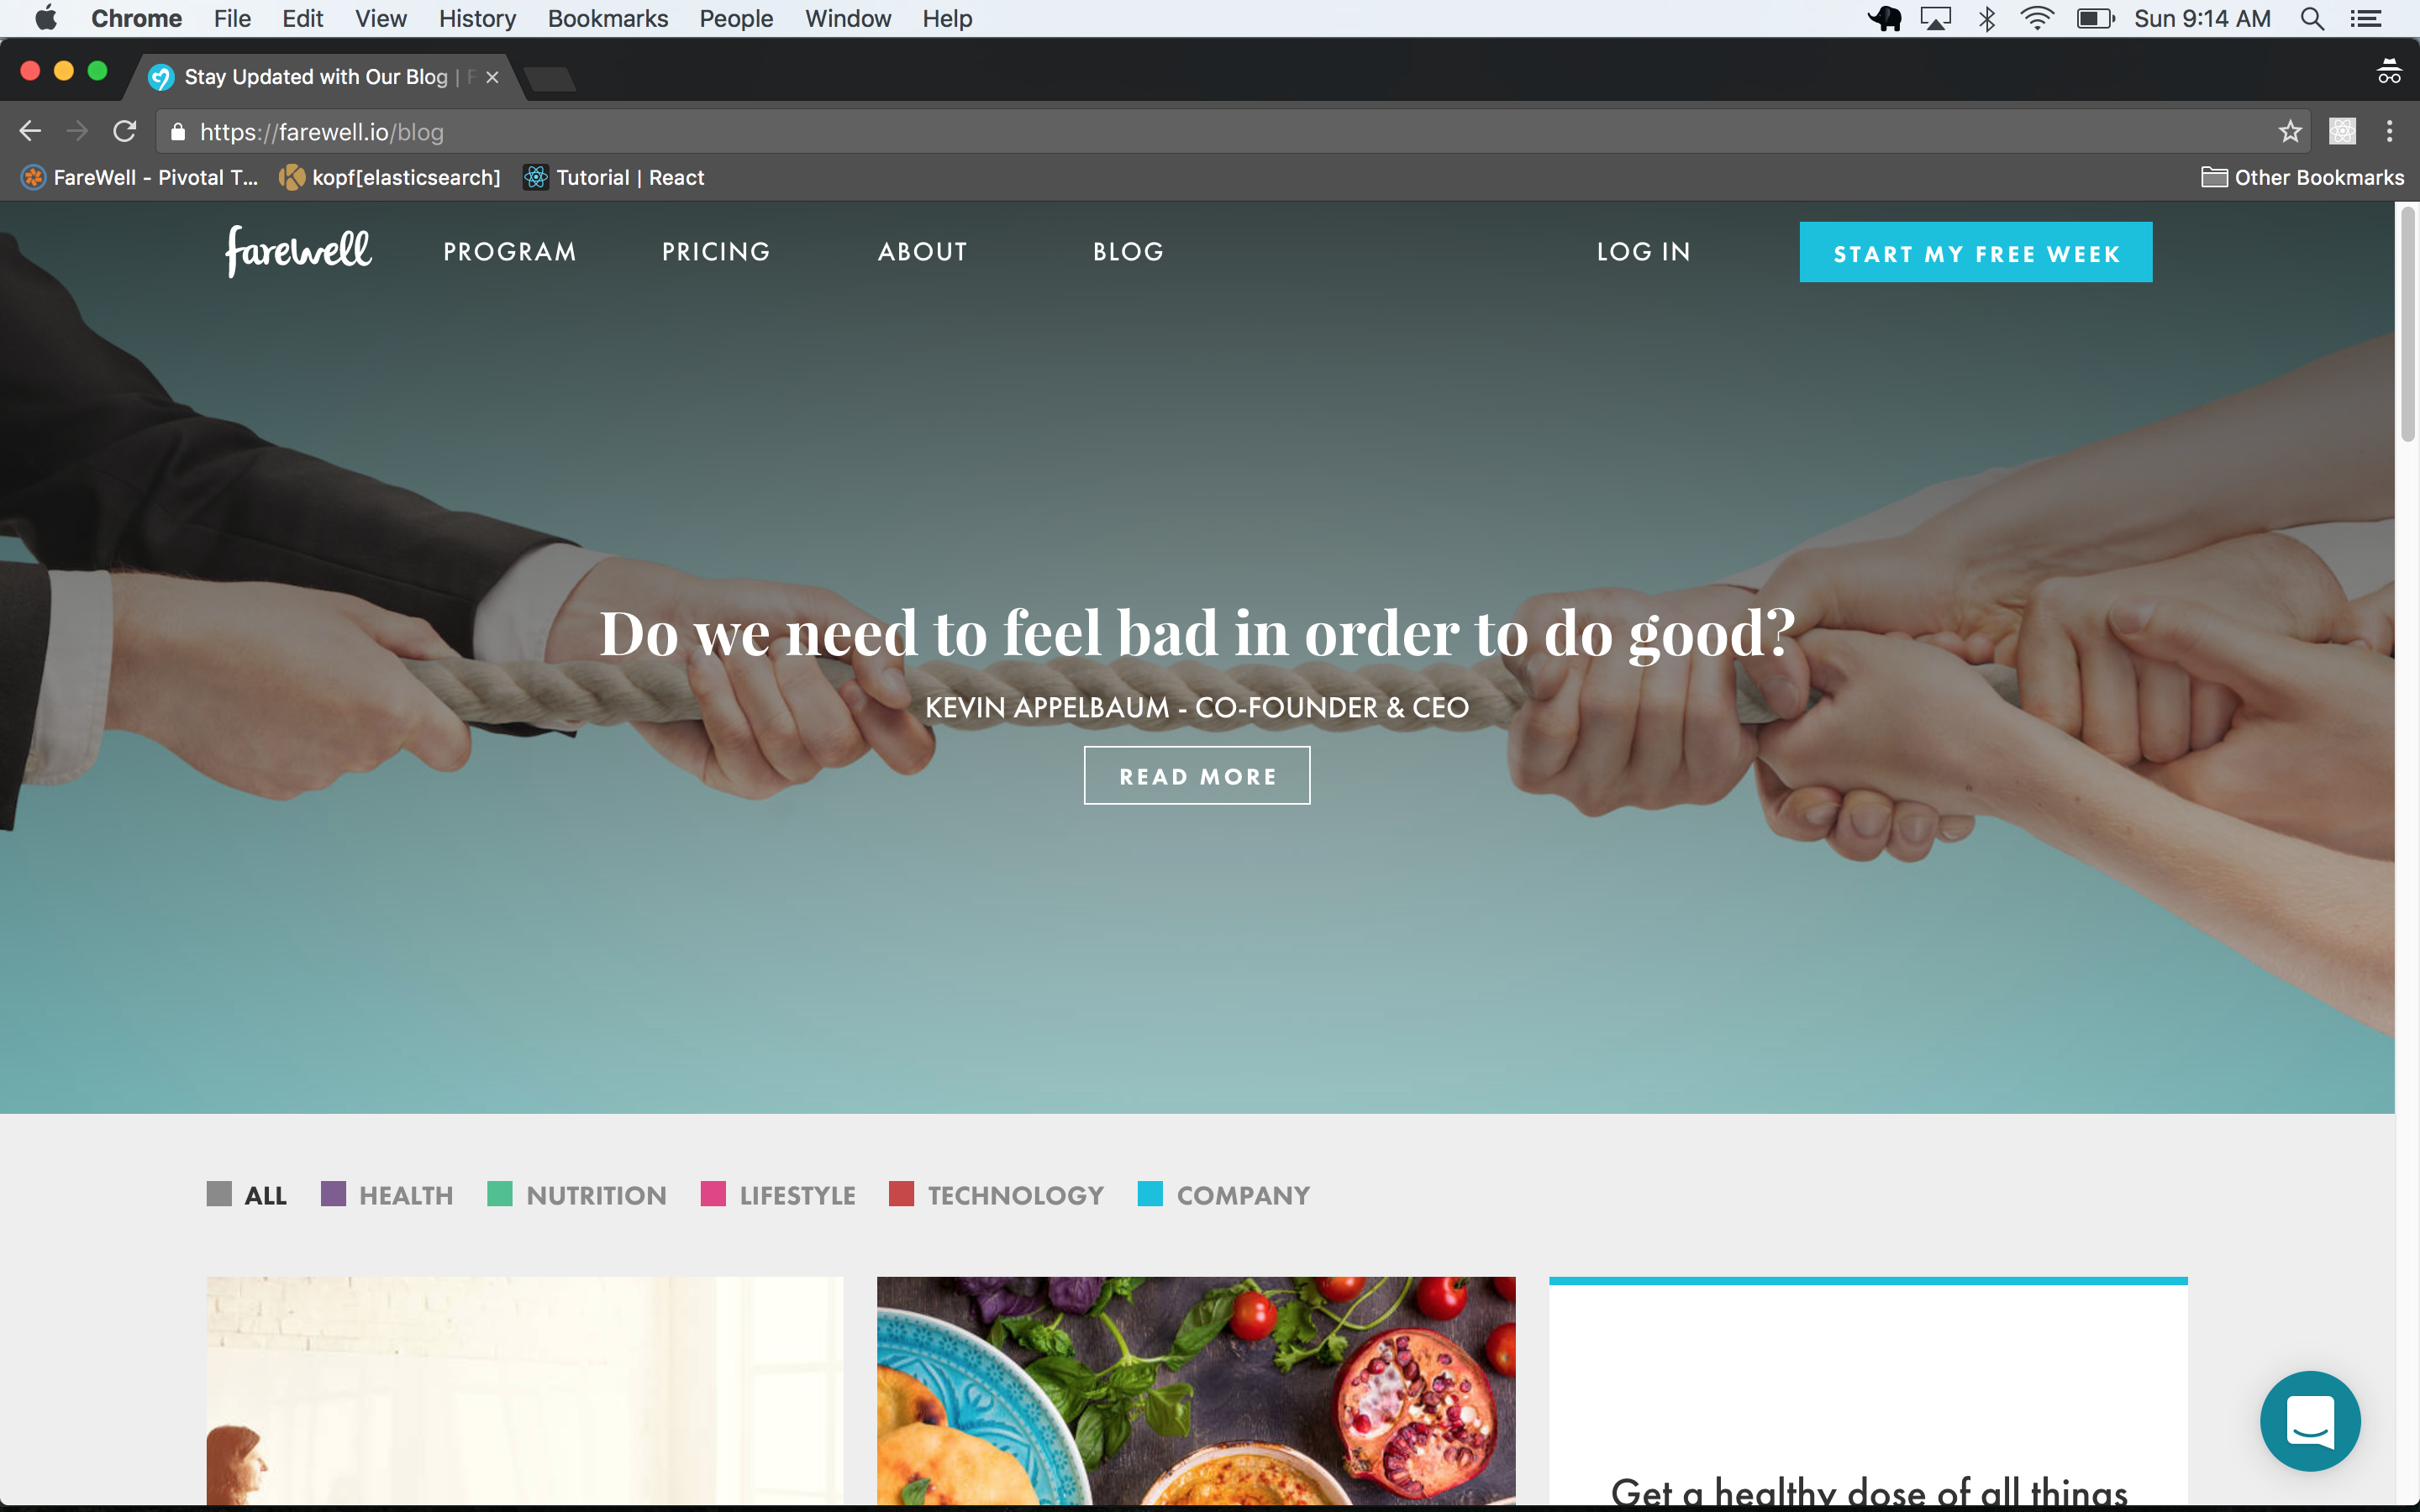 Chrome File Edit View History Bookmarks People Window Help Sun 9:14 AM
Stay Updated with Our Blog |
https://farewell.io/blog
FareWell - Pivotal T... kopf[elasticsearch] Tutorial | React Other Bookmarks
farewell PROGRAM PRICING ABOUT BLOG LOG IN START MY FREE WEEK
Do we need to feel bad in order to do good?
KEVIN APPELBAUM - CO-FOUNDER & CEO
READ MORE
ALL HEALTH NUTRITION LIFESTYLE TECHNOLOGY COMPANY
Get a healthy dose of all things